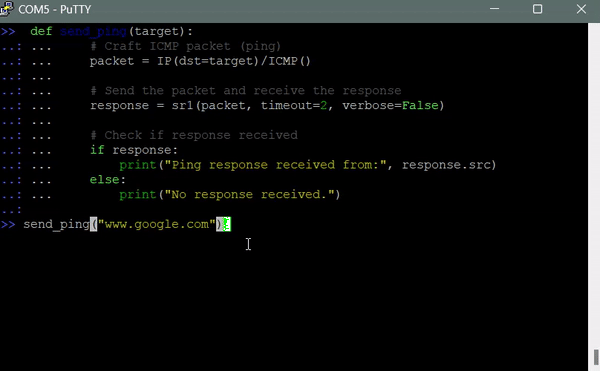 COM5 - PuTTY
>> def send_ping(target):
..: ... # Craft ICMP packet (ping)
..: ... packet = IP(dst=target)/ICMP()
..: ...
..: ... # Send the packet and receive the response
..: ... response = sr1(packet, timeout=2, verbose=False)
..: ...
..: ... # Check if response received
..: ... if response:
..: ... print("Ping response received from:", response.src)
..: ... else:
..: ... print("No response received.")
..:
>> send_ping("www.google.com")